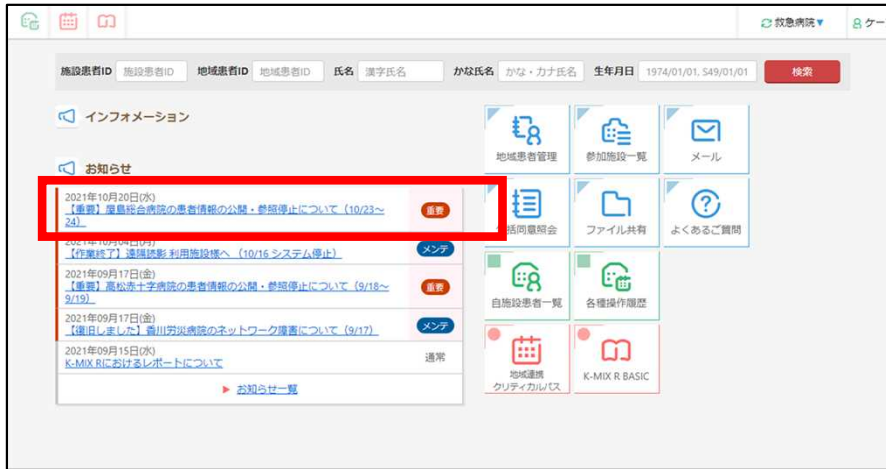 救急病院▼
ケー
施設患者ID 施設患者ID 地域患者ID 地域患者ID 氏名 漢字氏名 かな氏名 かな・カナ氏名 生年月日 1974/01/01. S49/01/01 検索
インフォメーション
お知らせ
2021年10月20日(水)
【重要】屋島総合病院の患者情報の公開・参照停止について（10/23～
24） 重要
2021年10月04日(月)
【作業終了】遠隔読影 利用施設様へ （10/16 システム停止） メンテ
2021年09月17日(金)
【重要】高松赤十字病院の患者情報の公開・参照停止について（9/18～
9/19） 重要
2021年09月17日(金)
【復旧しました】香川労災病院のネットワーク障害について（9/17） メンテ
2021年09月15日(水)
K-MIX Rにおけるレポートについて 通常
▶ お知らせ一覧
地域患者管理 参加施設一覧 メール
括同意照会 ファイル共有 よくあるご質問
自施設患者一覧 各種操作履歴
地域連携
クリティカルパス
K-MIX R BASIC